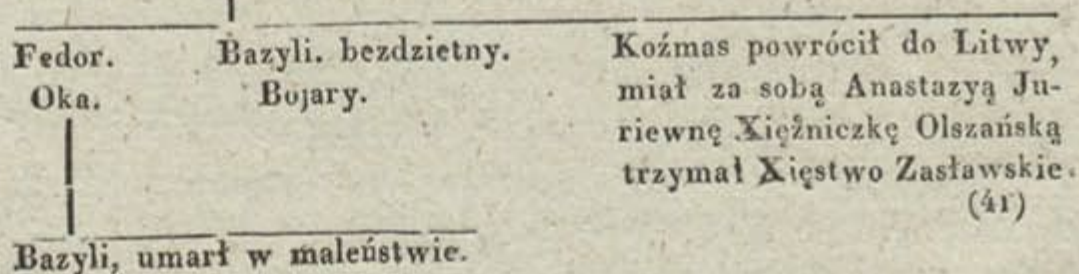 Fedor.
Oka.
Bazyli. bezdzietny.
Bojary.
Koźmas powrócił do Litwy,
miał za sobą Anastazyą Ju-
riewnę Xięźniczkę Olszańską
trzymał Xięstwo Zasławskie.
(41)
Bazyli, umarł w maleństwie.